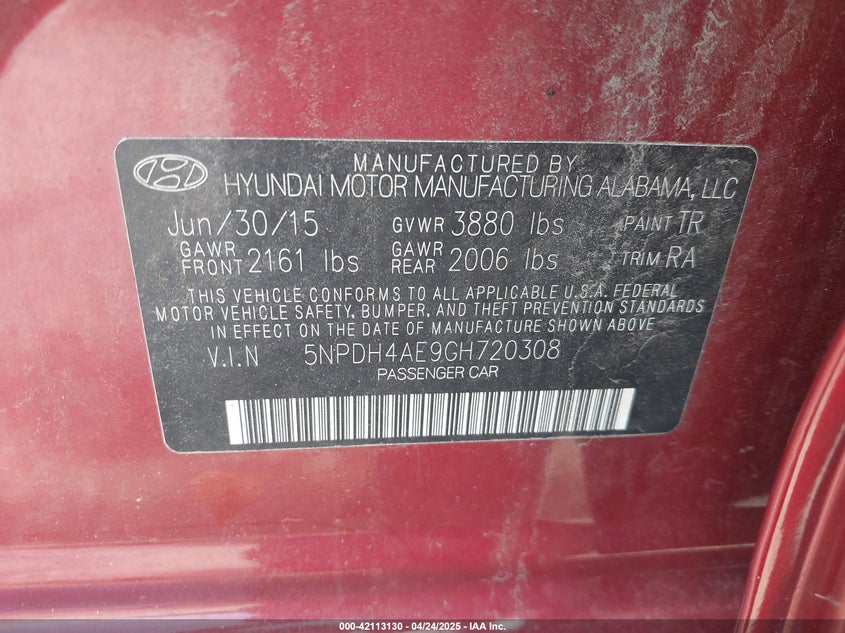 MANUFACTURED BY
HYUNDAI MOTOR MANUFACTURING ALABAMA, LLC
Jun/30/15 GVWR 3880 lbs PAINT TR
GAWR FRONT 2161 lbs GAWR REAR 2006 lbs TRIM RA
THIS VEHICLE CONFORMS TO ALL APPLICABLE U.S.A. FEDERAL
MOTOR VEHICLE SAFETY, BUMPER, AND THEFT PREVENTION STANDARDS
IN EFFECT ON THE DATE OF MANUFACTURE SHOWN ABOVE
V.I.N 5NPDH4AE9GH720308
PASSENGER CAR
000-42113130 - 04/24/2025 - IAA Inc.